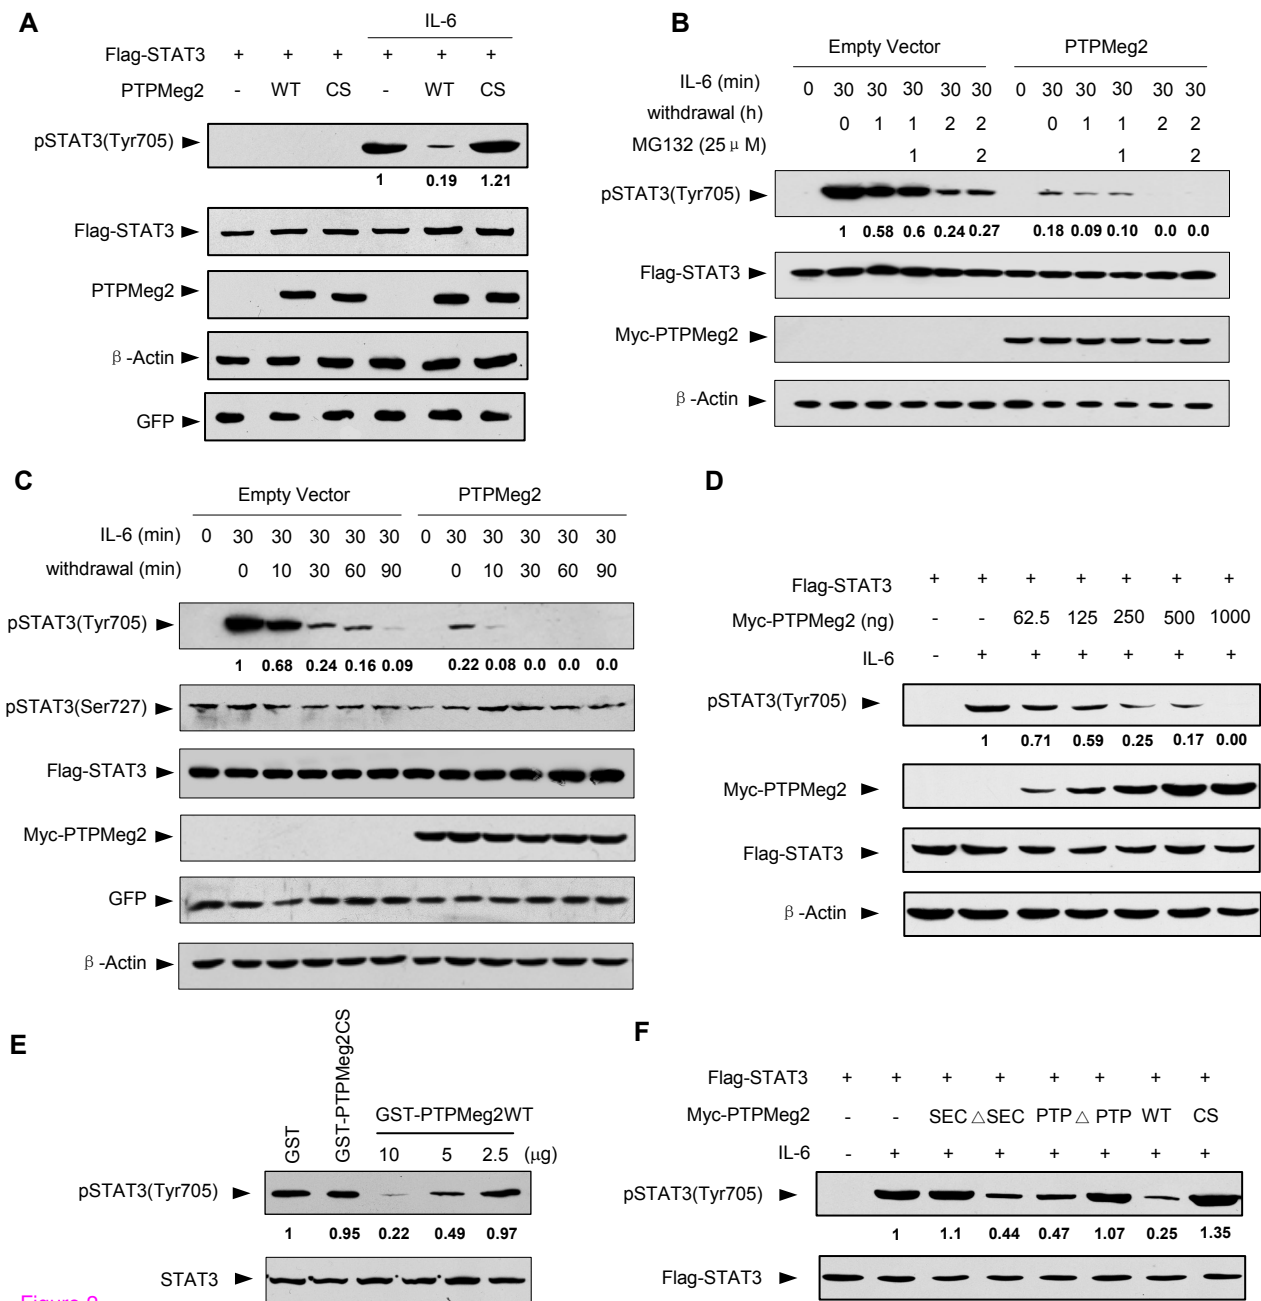 A
IL-6
Flag-STAT3 + + + + + +
PTPMeg2 - WT CS - WT CS
pSTAT3(Tyr705)
1 0.19 1.21
Flag-STAT3
PTPMeg2
β-Actin
GFP
B
Empty Vector PTPMeg2
IL-6 (min) 0 30 30 30 30 30 0 30 30 30 30 30
withdrawal (h) 0 1 1 2 2 0 1 1 2 2
MG132 (25 μ M) 1 2 1 2
pSTAT3(Tyr705)
1 0.58 0.6 0.24 0.27 0.18 0.09 0.10 0.0 0.0
Flag-STAT3
Myc-PTPMeg2
β-Actin
C
Empty Vector PTPMeg2
IL-6 (min) 0 30 30 30 30 30 0 30 30 30 30 30
withdrawal (min) 0 10 30 60 90 0 10 30 60 90
pSTAT3(Tyr705)
1 0.68 0.24 0.16 0.09 0.22 0.08 0.0 0.0 0.0
pSTAT3(Ser727)
Flag-STAT3
Myc-PTPMeg2
GFP
β-Actin
D
Flag-STAT3 + + + + + + +
Myc-PTPMeg2 (ng) - - 62.5 125 250 500 1000
IL-6 - + + + + + +
pSTAT3(Tyr705)
1 0.71 0.59 0.25 0.17 0.00
Myc-PTPMeg2
Flag-STAT3
β-Actin
E
GST
GST-PTPMeg2CS
GST-PTPMeg2WT
10 5 2.5 (μg)
pSTAT3(Tyr705)
1 0.95 0.22 0.49 0.97
STAT3
F
Flag-STAT3 + + + + + + + +
Myc-PTPMeg2 - - SEC △SEC PTP △ PTP WT CS
IL-6 - + + + + + + +
pSTAT3(Tyr705)
1 1.1 0.44 0.47 1.07 0.25 1.35
Flag-STAT3